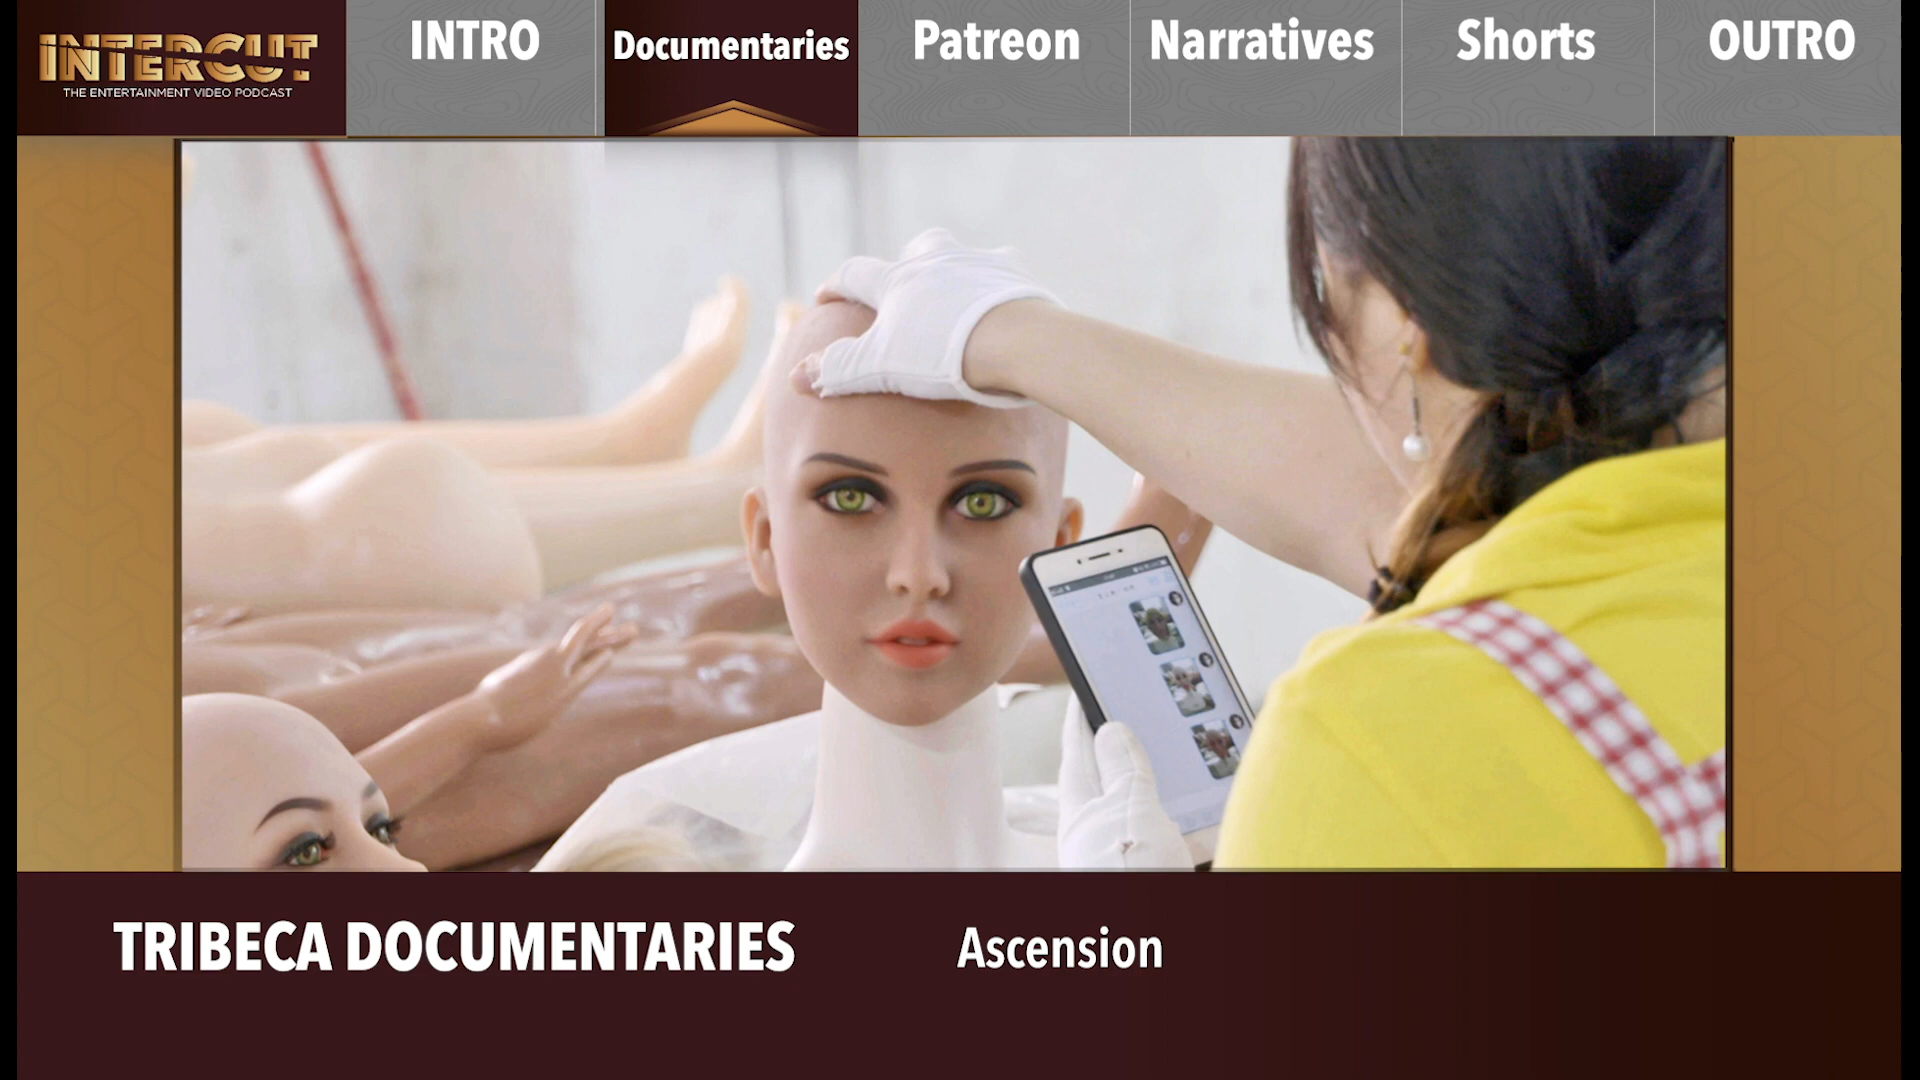 INTERCUT
THE ENTERTAINMENT VIDEO PODCAST
INTRO
Documentaries
Patreon
Narratives
Shorts
OUTRO
TRIBECA DOCUMENTARIES
Ascension